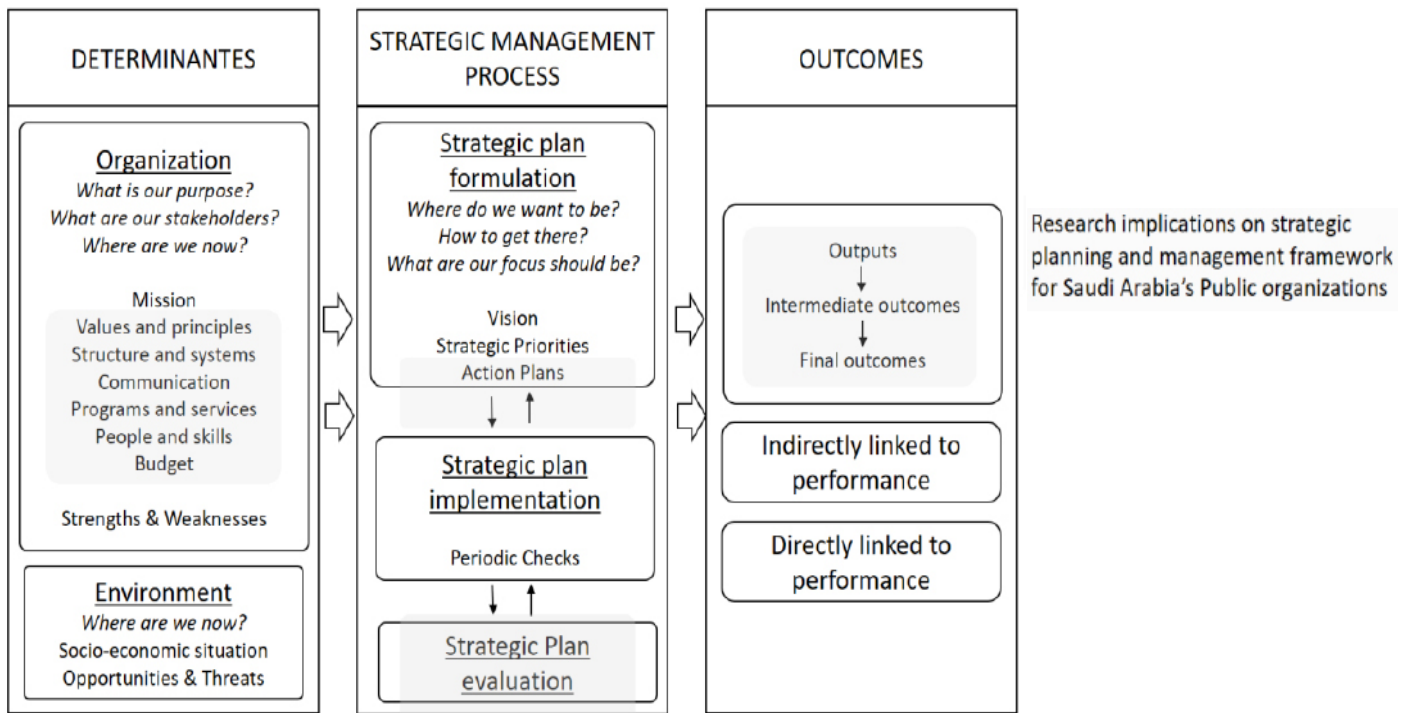 DETERMINANTES
Organization
What is our purpose?
What are our stakeholders?
Where are we now?
Mission
Values and principles
Structure and systems
Communication
Programs and services
People and skills
Budget
Strengths & Weaknesses
Environment
Where are we now?
Socio-economic situation
Opportunities & Threats
STRATEGIC MANAGEMENT
PROCESS
Strategic plan
formulation
Where do we want to be?
How to get there?
What are our focus should be?
Vision
Strategic Priorities
Action Plans
Strategic plan
implementation
Periodic Checks
Strategic Plan
evaluation
OUTCOMES
Outputs
Intermediate outcomes
Final outcomes
Indirectly linked to
performance
Directly linked to
performance
Research implications on strategic
planning and management framework
for Saudi Arabia's Public organizations